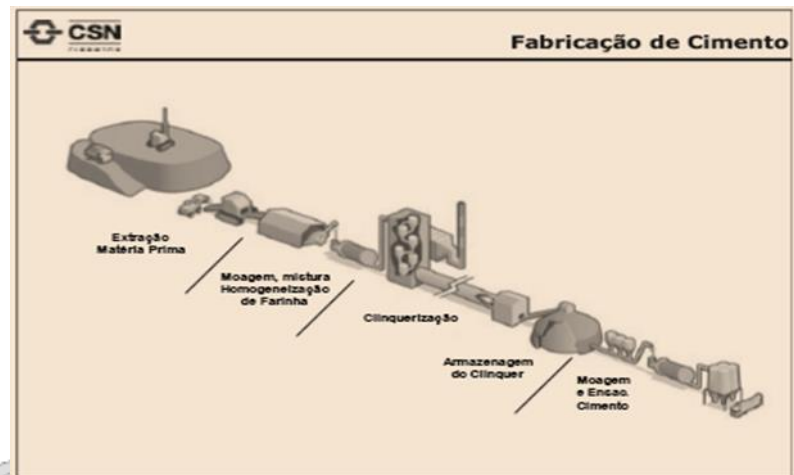 CSN
Fabricação de Cimento
Extração
Matéria Prima
Moagem, mistura
Homogeneização
de Farinha
Clinquerização
Armazenagem
do Clinquer
Moagem
e Ensac.
Cimento